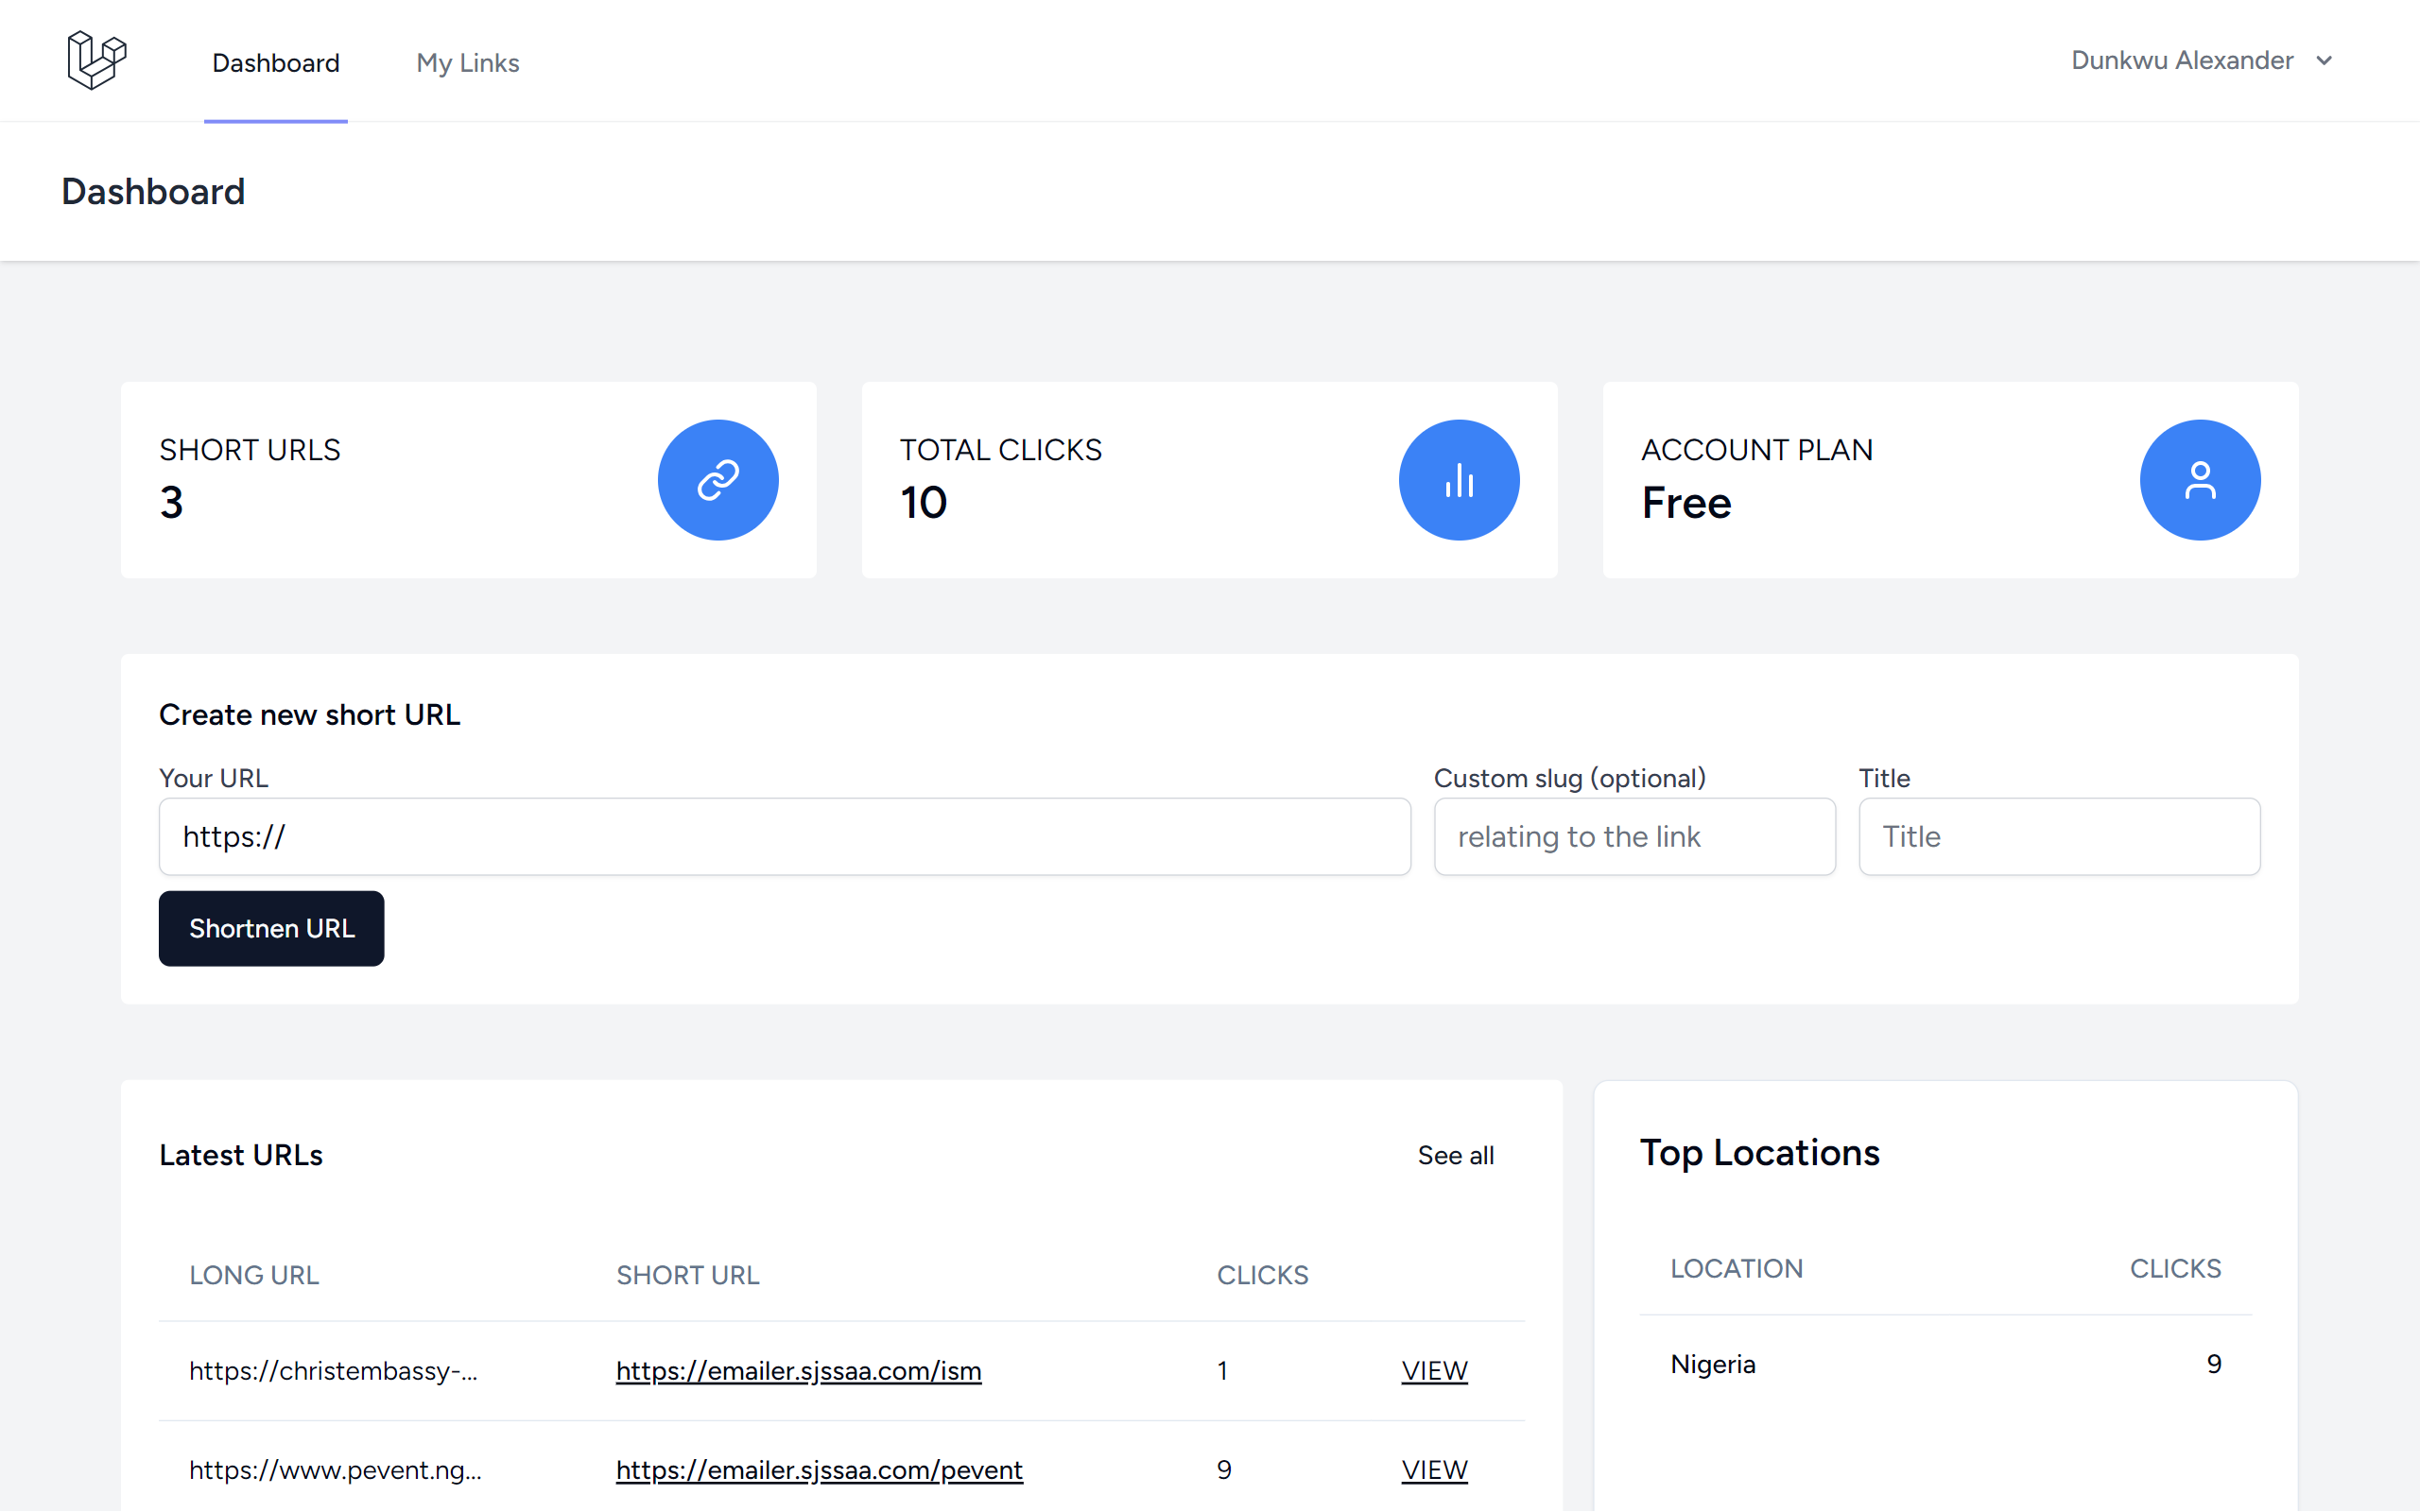 Dashboard
My Links
Dunkwu Alexander
Dashboard
SHORT URLS
3
TOTAL CLICKS
10
ACCOUNT PLAN
Free
Create new short URL
Your URL
Custom slug (optional)
Title
https://
relating to the link
Title
Shortnen URL
Latest URLs
See all
LONG URL SHORT URL CLICKS
https://christembassy-... https://emailer.sjssaa.com/ism 1 VIEW
https://www.pevent.ng... https://emailer.sjssaa.com/pevent 9 VIEW
Top Locations
LOCATION CLICKS
Nigeria 9